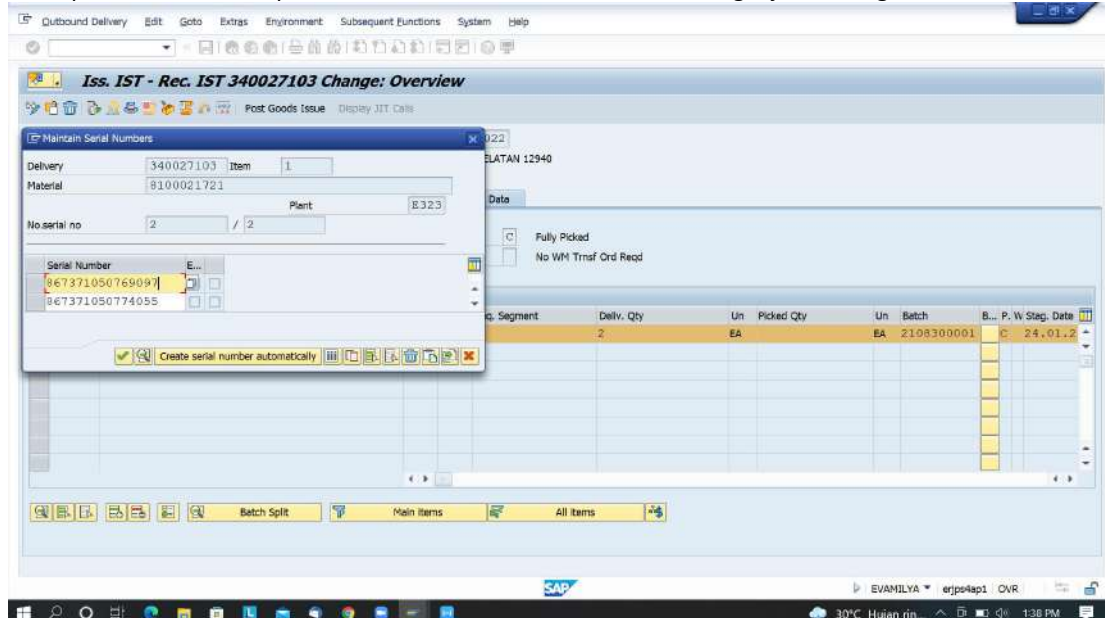 Outbound Delivery Edit Goto Extras Environment Subsequent Functions System Help
Iss. IST - Rec. IST 340027103 Change: Overview
Post Goods Issue Display JIT Calls
Maintain Serial Numbers
022
Delivery 340027103 Item 1
ELATAN 12940
Material 8100021721
Plant E323
Data
No.serial no 2 / 2
C Fully Picked
No WM Trnsf Ord Reqd
Serial Number E...
867371050769097
867371050774055
q. Segment Deliv. Qty Un Picked Qty Un Batch B... P. W Stag. Date
2 EA EA 2108300001 C 24.01.2
Create serial number automatically
Batch Split Main items All items
SAP
EVAMILYA erjps4ap1 OVR
30°C Hujan rin... 1:38 PM